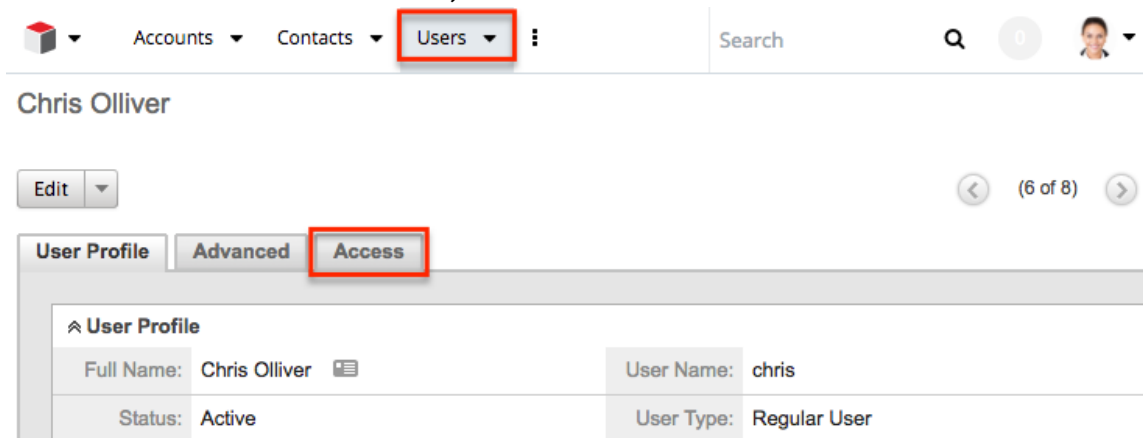 Accounts Contacts Users Search 0
Chris Olliver
Edit (6 of 8)
User Profile Advanced Access
User Profile
Full Name: Chris Olliver User Name: chris
Status: Active User Type: Regular User